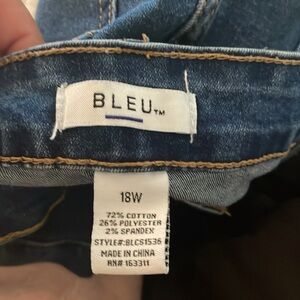 BLEU™
18W
72% COTTON
26% POLYESTER
2% SPANDEX
STYLE#:BLCS1536
MADE IN CHINA
RN# 163311